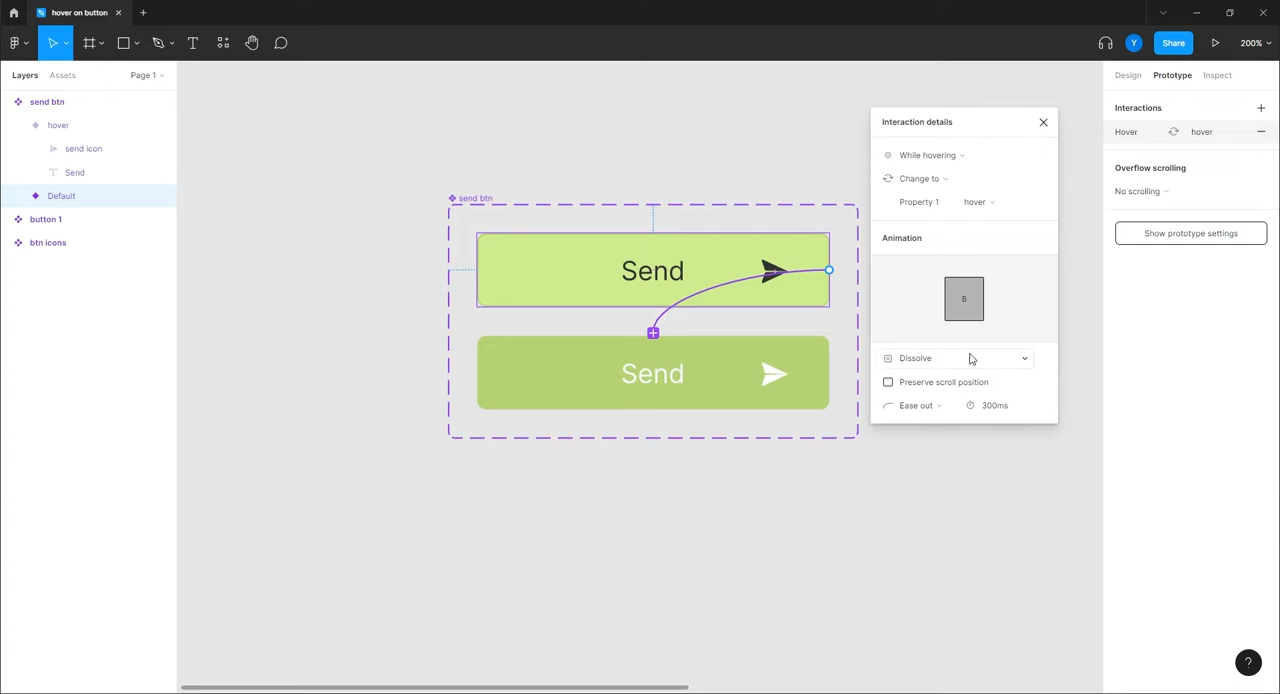 hover on button
Y
Share
200%
Layers
Assets
Page 1
Design
Prototype
Inspect
send btn
hover
send icon
Send
Default
button 1
btn icons
send btn
Send
Send
Interaction details
While hovering
Change to
Property 1
hover
Animation
B
Dissolve
Preserve scroll position
Ease out
300ms
Interactions
Hover
hover
Overflow scrolling
No scrolling
Show prototype settings
?